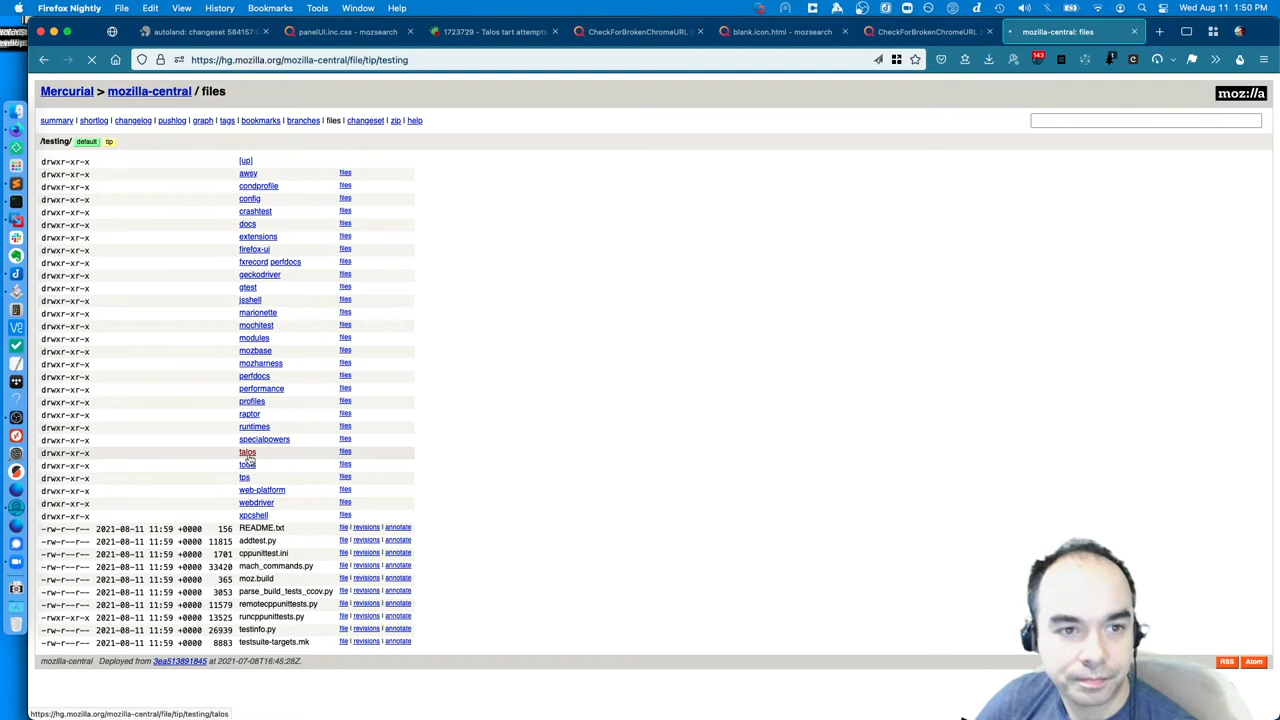 Firefox File Edit View History Bookmarks Profiles Tools Window Help
Wed Aug 11 1:43 PM
autoland: changeset 584157:
panelUI.inc.css - mozsearch
1723729 - Talos tart attempts
CheckForBrokenChromeURL (
blank.icon.html - mozsearch
CheckForBrokenChromeURL
mozilla-central: files
https://hg.mozilla.org/mozilla-central/file/tip/testing
143
1
Mercurial > mozilla-central / files
moz://a
summary | shortlog | changelog | pushlog | graph | tags | bookmarks | branches | files | changeset | zip | help
/testing/ default tip
drwxr-xr-x [up]
drwxr-xr-x awsy files
drwxr-xr-x condprofile files
drwxr-xr-x config files
drwxr-xr-x crashtest files
drwxr-xr-x docs files
drwxr-xr-x extensions files
drwxr-xr-x firefox-ui files
drwxr-xr-x fxrecord perfdocs files
drwxr-xr-x geckodriver files
drwxr-xr-x gtest files
drwxr-xr-x jsshell files
drwxr-xr-x marionette files
drwxr-xr-x mochitest files
drwxr-xr-x modules files
drwxr-xr-x mozbase files
drwxr-xr-x mozharness files
drwxr-xr-x perfdocs files
drwxr-xr-x performance files
drwxr-xr-x profiles files
drwxr-xr-x raptor files
drwxr-xr-x runtimes files
drwxr-xr-x specialpowers files
drwxr-xr-x talos files
drwxr-xr-x tools files
drwxr-xr-x tps files
drwxr-xr-x web-platform files
drwxr-xr-x webdriver files
drwxr-xr-x xpcshell files
-rw-r--r-- 2021-08-11 11:59 +0000 156 README.txt file | revisions | annotate
-rw-r--r-- 2021-08-11 11:59 +0000 11815 addtest.py file | revisions | annotate
-rw-r--r-- 2021-08-11 11:59 +0000 1701 cppunittest.ini file | revisions | annotate
-rw-r--r-- 2021-08-11 11:59 +0000 33420 mach_commands.py file | revisions | annotate
-rw-r--r-- 2021-08-11 11:59 +0000 365 moz.build file | revisions | annotate
-rw-r--r-- 2021-08-11 11:59 +0000 3053 parse_build_tests_ccov.py file | revisions | annotate
-rw-r--r-- 2021-08-11 11:59 +0000 11579 remotecppunittests.py file | revisions | annotate
-rwxr-xr-x 2021-08-11 11:59 +0000 13525 runcppunittests.py file | revisions | annotate
-rw-r--r-- 2021-08-11 11:59 +0000 26939 testinfo.py file | revisions | annotate
-rw-r--r-- 2021-08-11 11:59 +0000 8883 testsuite-targets.mk file | revisions | annotate
mozilla-central Deployed from 3ea513891845 at 2021-07-08T16:45:28Z.
RSS Atom
https://hg.mozilla.org/mozilla-central/file/tip/testing/talos